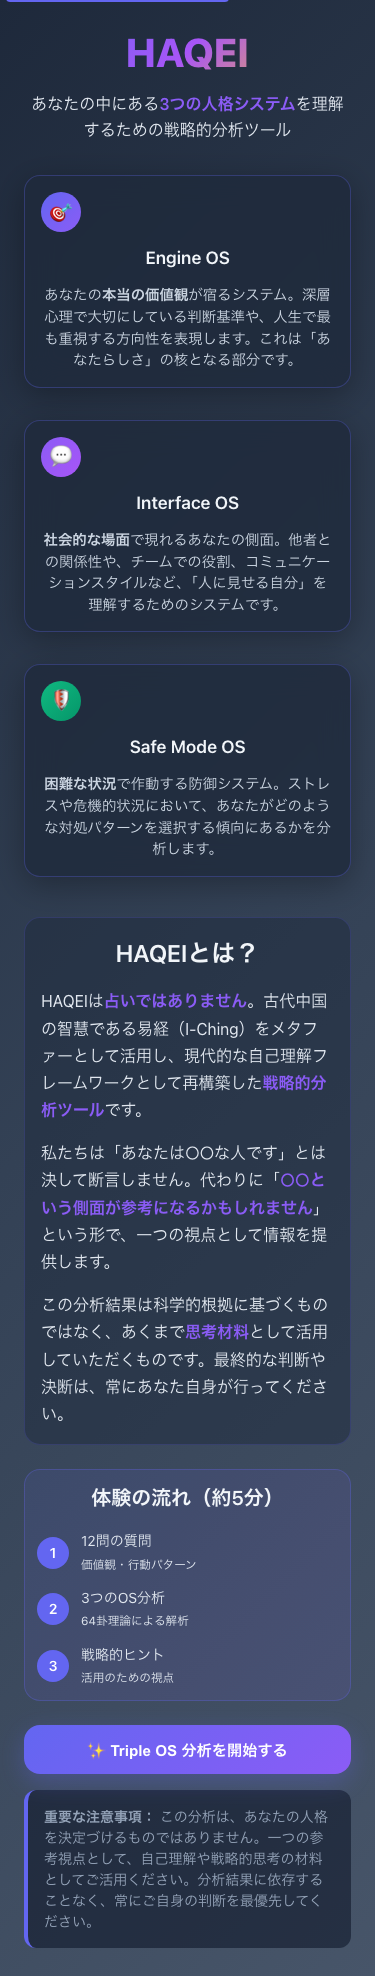 HAQEI
あなたの中にある3つの人格システムを理解
するための戦略的分析ツール
Engine OS
あなたの本当の価値観が宿るシステム。深層
心理で大切にしている判断基準や、人生で最
も重視する方向性を表現します。これは「あ
なたらしさ」の核となる部分です。
Interface OS
社会的な場面で現れるあなたの側面。他者と
の関係性や、チームでの役割、コミュニケー
ションスタイルなど、「人に見せる自分」を
理解するためのシステムです。
Safe Mode OS
困難な状況で作動する防御システム。ストレ
スや危機的状況において、あなたがどのよう
な対処パターンを選択する傾向にあるかを分
析します。
HAQEIとは？
HAQEIは占いではありません。古代中国
の智慧である易経（I-Ching）をメタフ
ァーとして活用し、現代的な自己理解フ
レームワークとして再構築した戦略的分
析ツールです。
私たちは「あなたは〇〇な人です」とは
決して断言しません。代わりに「〇〇と
いう側面が参考になるかもしれません」
という形で、一つの視点として情報を提
供します。
この分析結果は科学的根拠に基づくもの
ではなく、あくまで思考材料として活用
していただくものです。最終的な判断や
決断は、常にあなた自身が行ってくださ
い。
体験の流れ（約5分）
1
12問の質問
価値観・行動パターン
2
3つのOS分析
64卦理論による解析
3
戦略的ヒント
活用のための視点
✨ Triple OS 分析を開始する
重要な注意事項： この分析は、あなたの人格
を決定づけるものではありません。一つの参
考視点として、自己理解や戦略的思考の材料
としてご活用ください。分析結果に依存する
ことなく、常にご自身の判断を最優先してく
ださい。